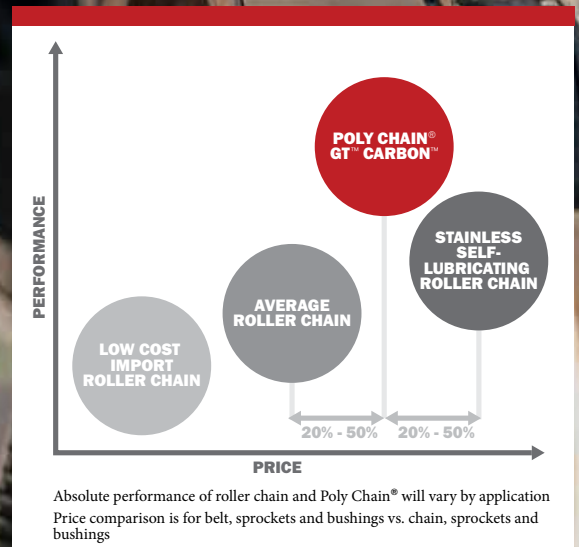 PERFORMANCE
POLY CHAIN®
GT™ CARBON™
STAINLESS
SELF-
LUBRICATING
ROLLER CHAIN
AVERAGE
ROLLER CHAIN
LOW COST
IMPORT
ROLLER CHAIN
20% - 50%
20% - 50%
PRICE
Absolute performance of roller chain and Poly Chain® will vary by application
Price comparison is for belt, sprockets and bushings vs. chain, sprockets and
bushings